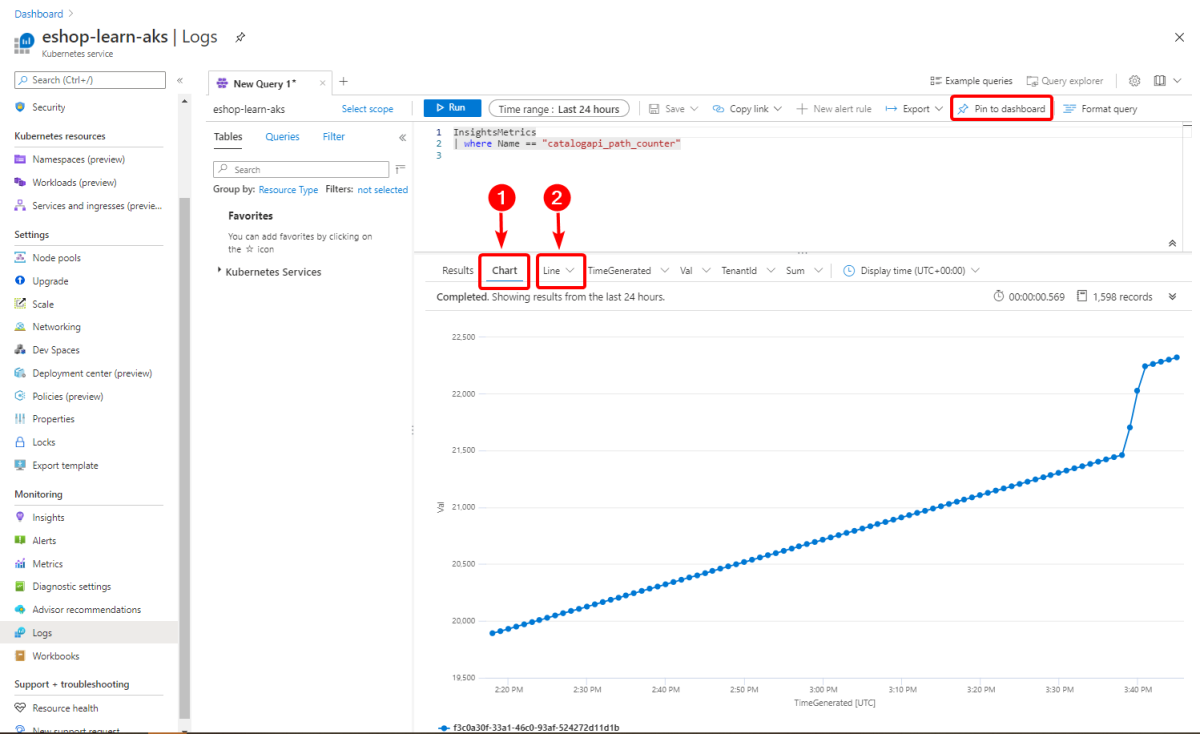 Dashboard >
eshop-learn-aks | Logs
Kubernetes service
Search (Ctrl+/)
«
Security
Kubernetes resources
Namespaces (preview)
Workloads (preview)
Services and ingresses (previe...
Settings
Node pools
Upgrade
Scale
Networking
Dev Spaces
Deployment center (preview)
Policies (preview)
Properties
Locks
Export template
Monitoring
Insights
Alerts
Metrics
Diagnostic settings
Advisor recommendations
Logs
Workbooks
Support + troubleshooting
Resource health
New support request
New Query 1*
Example queries
Query explorer
eshop-learn-aks
Select scope
Run
Time range : Last 24 hours
Save
Copy link
New alert rule
Export
Pin to dashboard
Format query
Tables
Queries
Filter
«
Search
Group by: Resource Type Filters: not selected
Favorites
You can add favorites by clicking on
the ☆ icon
Kubernetes Services
1 InsightsMetrics
2 | where Name == "catalogapi_path_counter"
3
1
2
Results
Chart
Line
TimeGenerated
Val
TenantId
Sum
Display time (UTC+00:00)
Completed. Showing results from the last 24 hours.
00:00:00.569
1,598 records
22.500
22.000
21.500
21.000
20.500
20.000
19.500
Val
2:20 PM
2:30 PM
2:40 PM
2:50 PM
3:00 PM
3:10 PM
3:20 PM
3:30 PM
3:40 PM
TimeGenerated [UTC]
f3c0a30f-33a1-46c0-93af-524272d11d1b